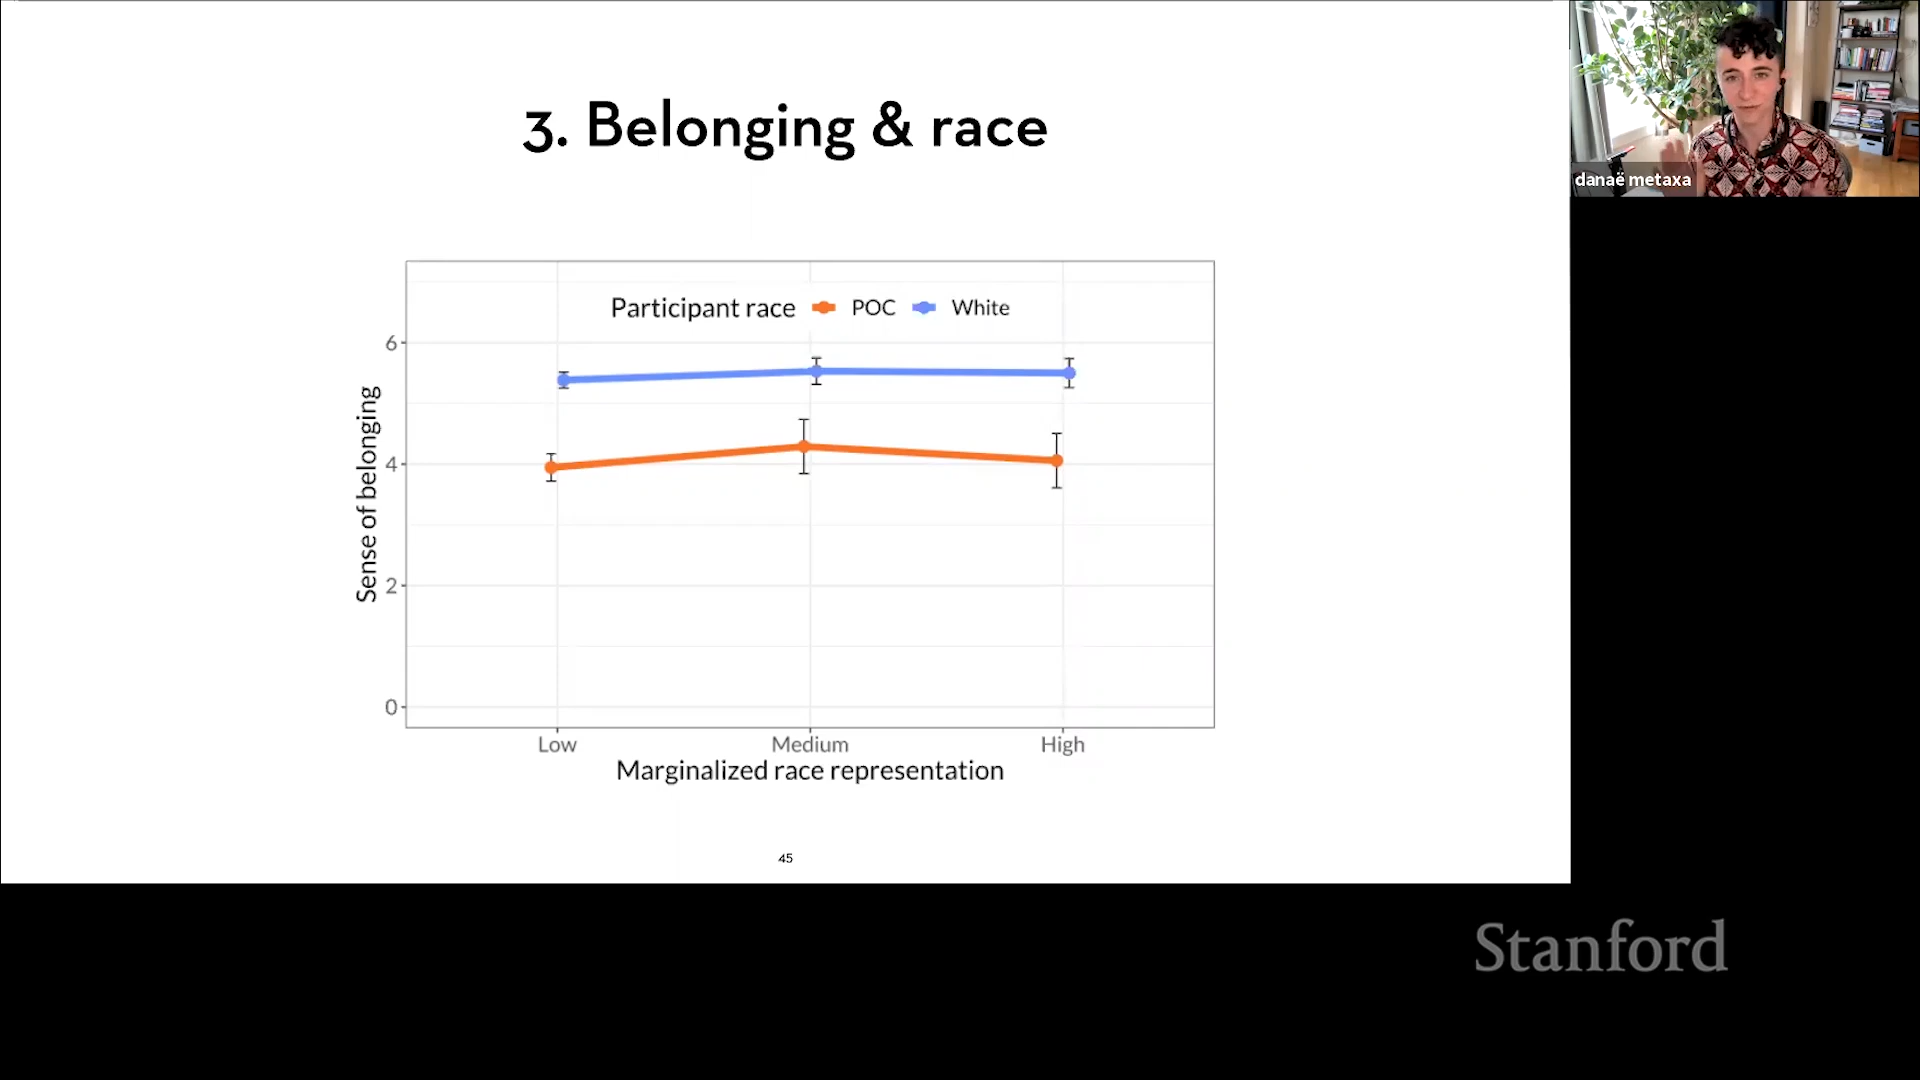 3. Belonging & race
danaë metaxa
Participant race POC White
Sense of belonging
6
4
2
0
Low Medium High
Marginalized race representation
45
Stanford